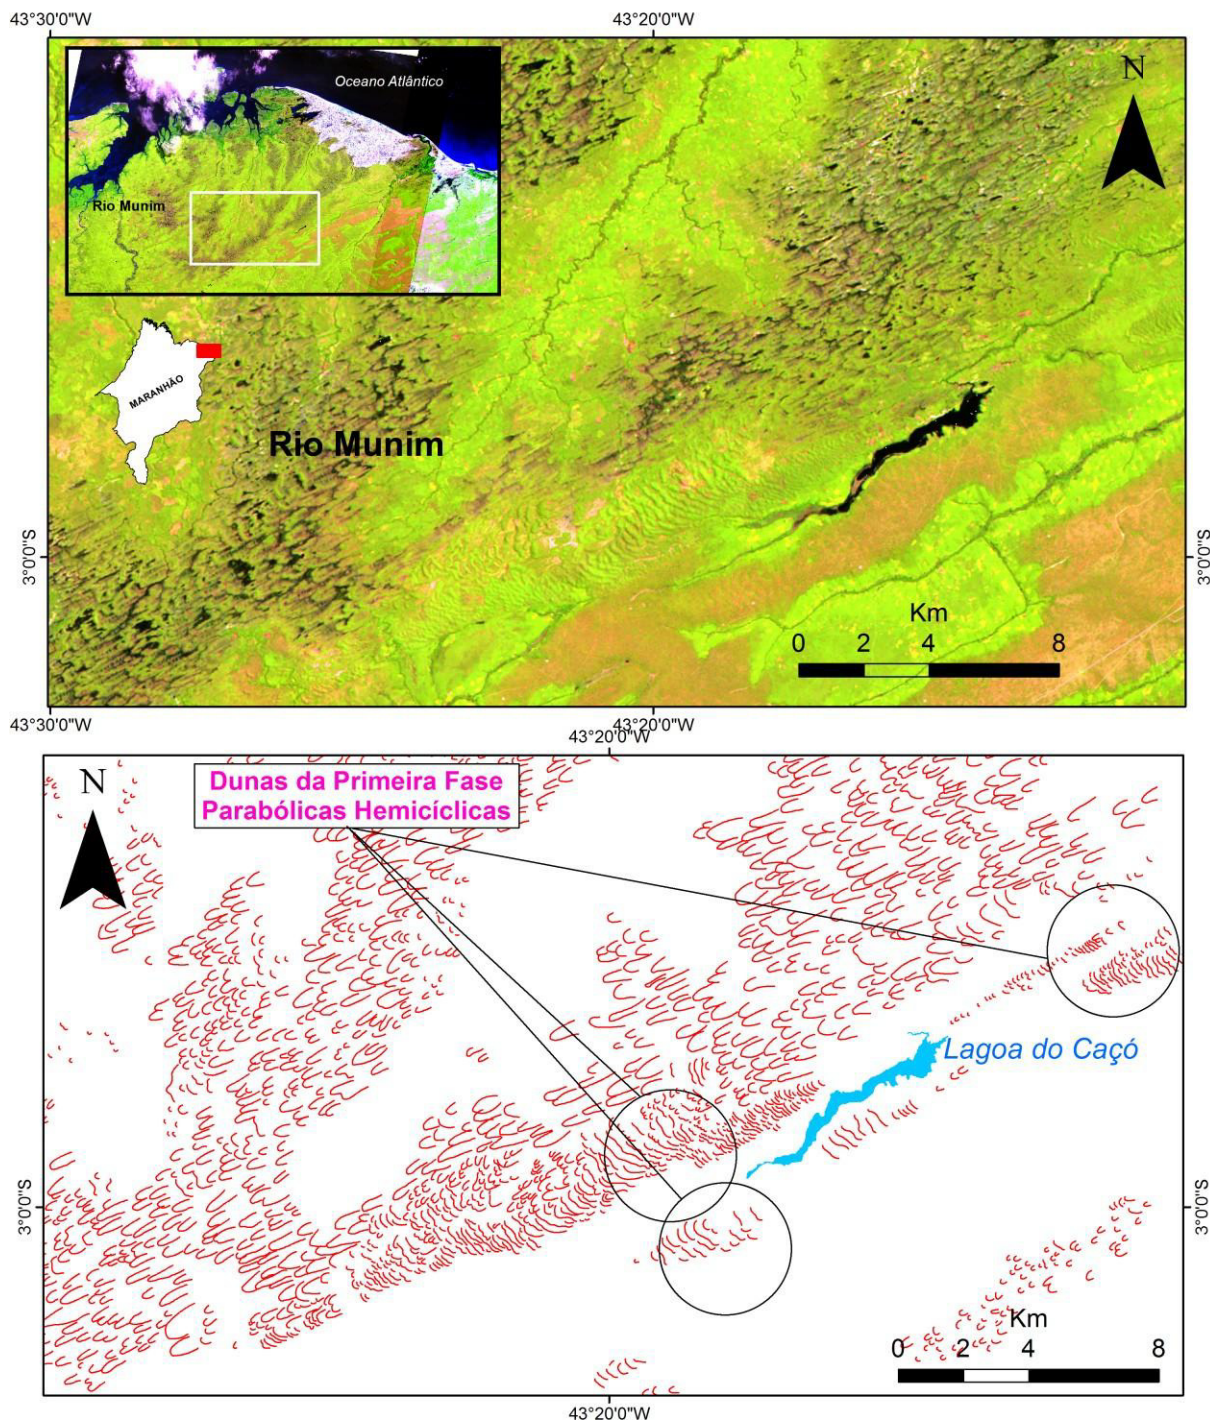 43°30'0"W
43°20'0"W
Oceano Atlântico
Rio Munim
N
MARANHÃO
Rio Munim
3°0'0"S
3°0'0"S
Km
0 2 4 8
43°30'0"W
43°20'0"W
43°20'0"W
N
Dunas da Primeira Fase
Parabólicas Hemicíclicas
Lagoa do Caçó
3°0'0"S
3°0'0"S
Km
0 2 4 8
43°20'0"W